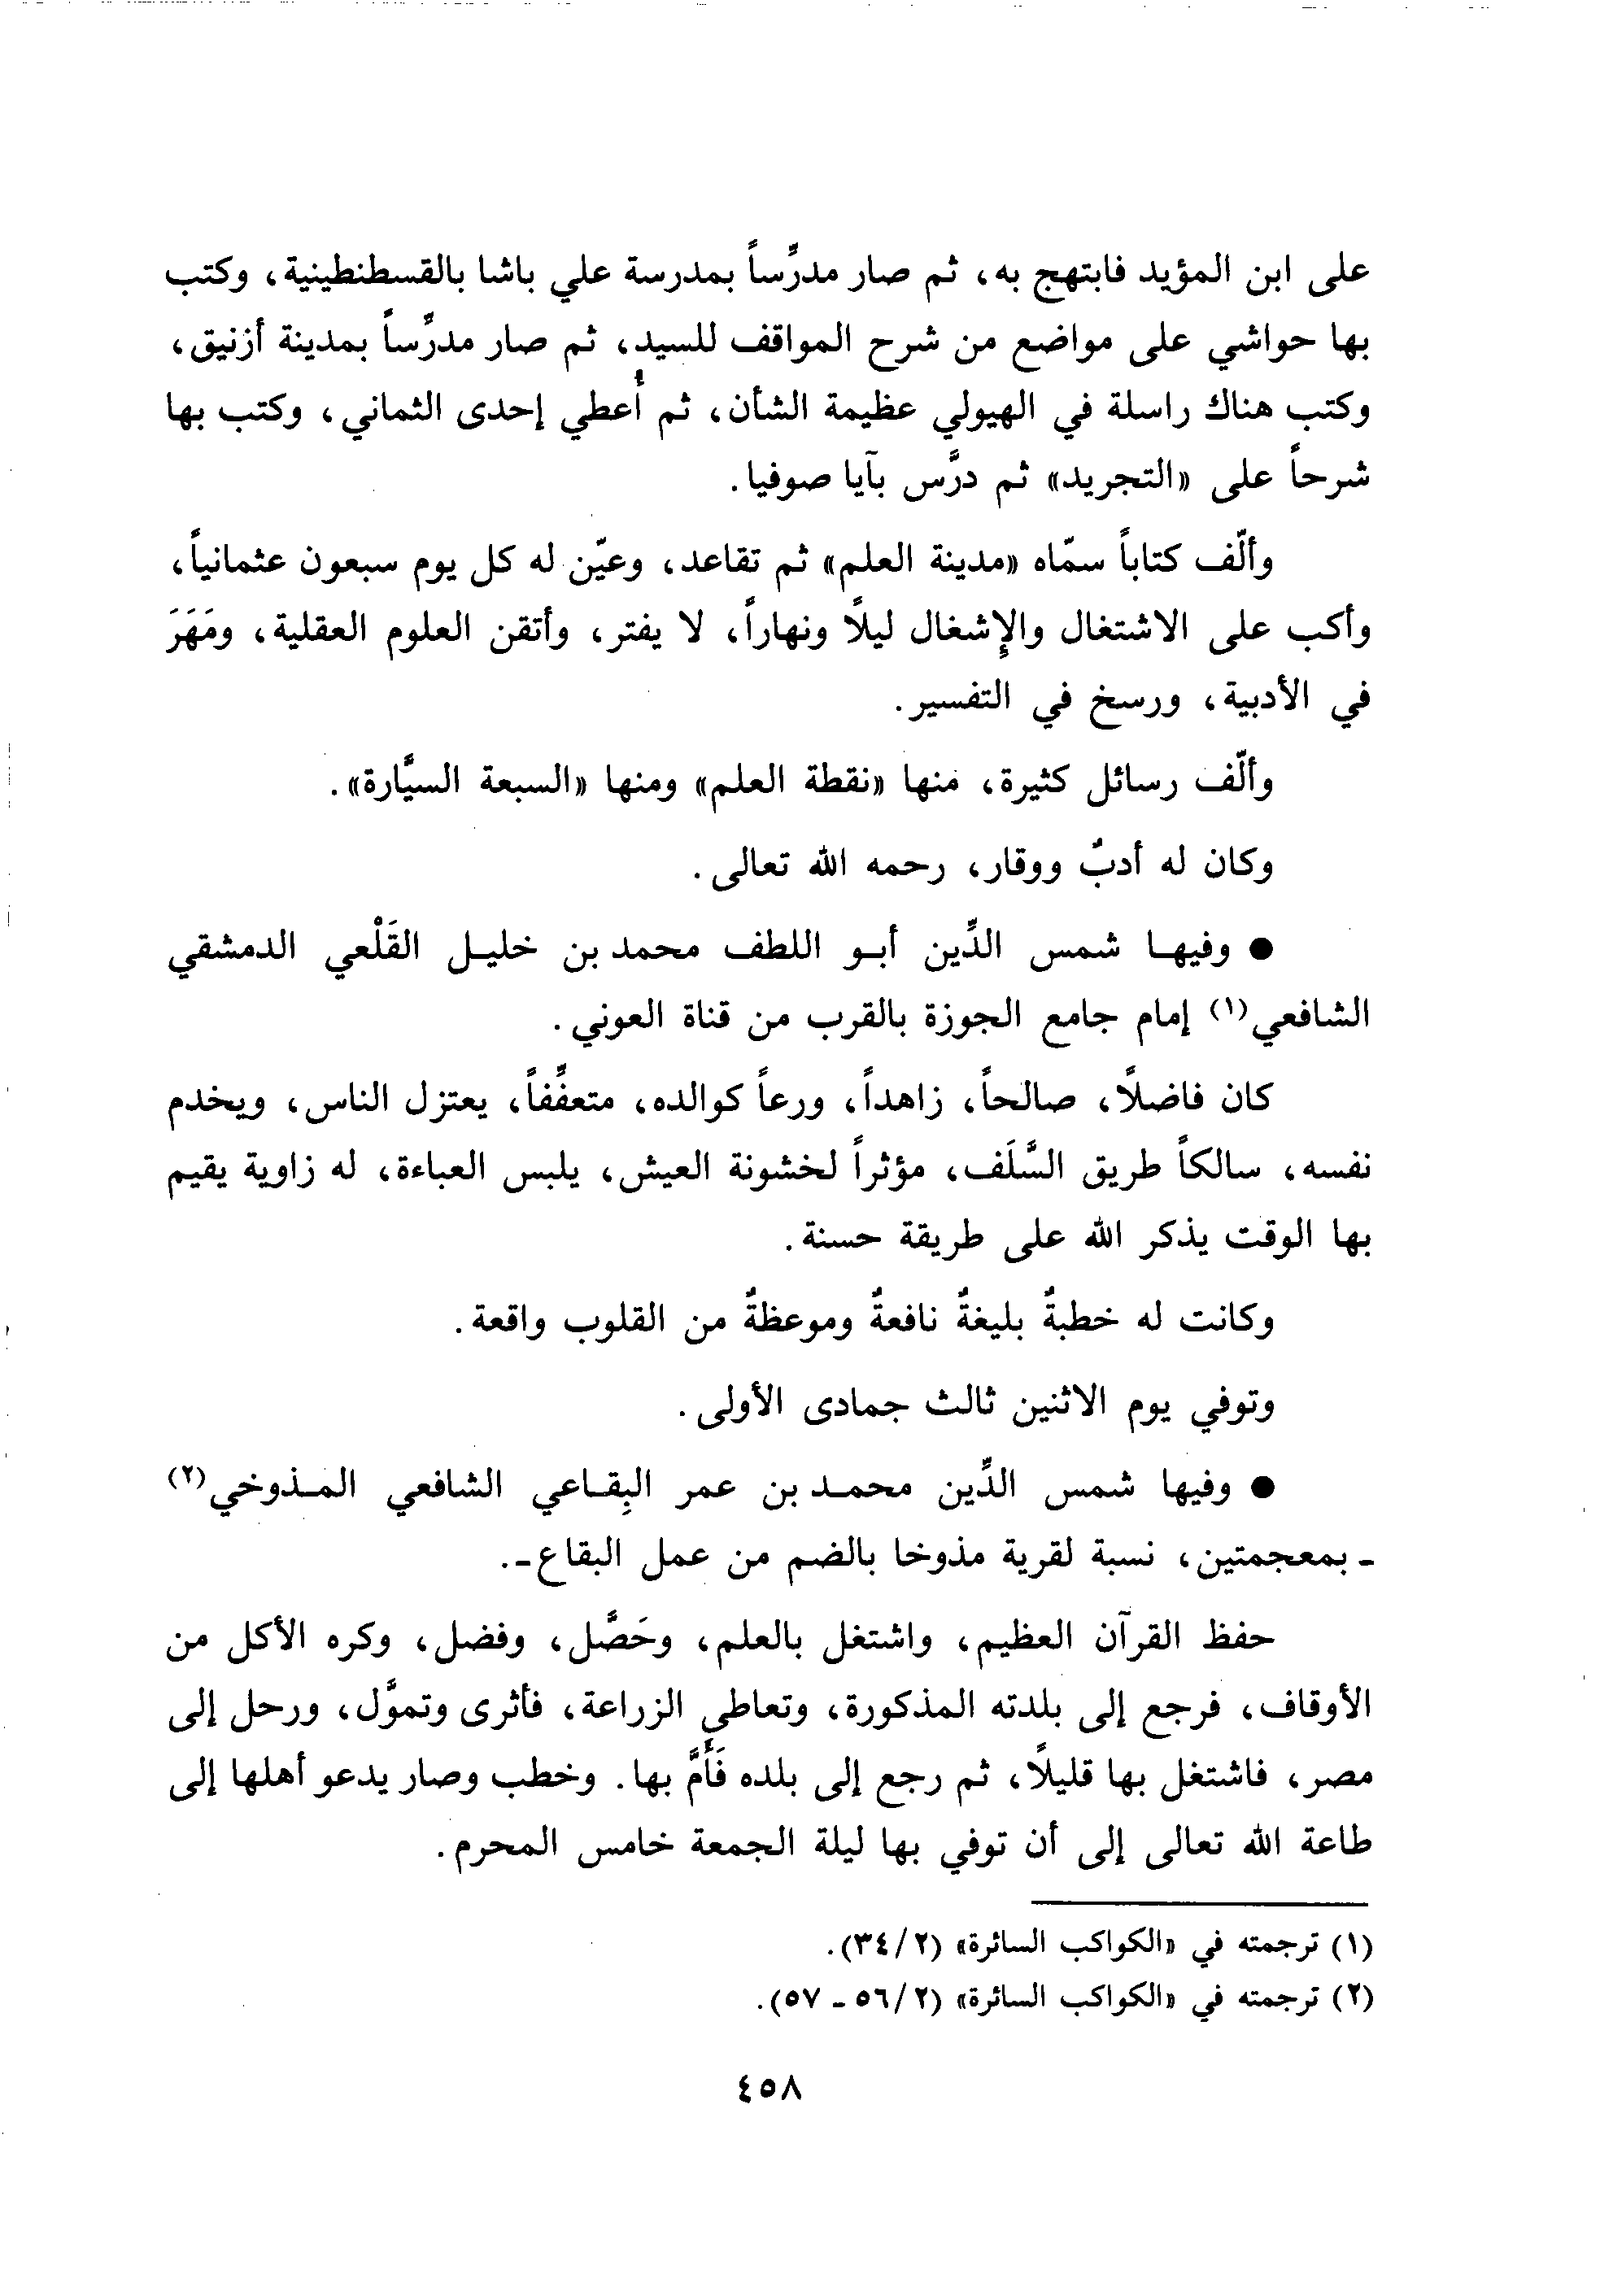 على ابن المؤيد فابتهج به، ثم صار مدرِّساً بمدرسة علي باشا بالقسطنطينية، وكتب
بها حواشي على مواضع من شرح المواقف للسيد، ثم صار مدرِّساً بمدينة أزنيق،
وكتب هناك راسلة في الهيولي عظيمة الشأن، ثم أُعطي إحدى الثماني، وكتب بها
شرحاً على «التجريد» ثم درَّس بآيا صوفيا.
وألّف كتاباً سمّاه «مدينة العلم» ثم تقاعد، وعيّن له كل يوم سبعون عثمانياً،
وأكب على الاشتغال والإِشغال ليلًا ونهاراً، لا يفتر، وأتقن العلوم العقلية، ومَهَرَ
في الأدبية، ورسخ في التفسير.
وألّف رسائل كثيرة، منها «نقطة العلم» ومنها «السبعة السيَّارة».
وكان له أدبٌ ووقار، رحمه الله تعالى.
● وفيها شمس الدِّين أبو اللطف محمد بن خليل القَلْعي الدمشقي
الشافعي(١) إمام جامع الجوزة بالقرب من قناة العوني.
كان فاضلًا، صالحاً، زاهداً، ورعاً كوالده، متعفِّفاً، يعتزل الناس، ويخدم
نفسه، سالكاً طريق السَّلَف، مؤثراً لخشونة العيش، يلبس العباءة، له زاوية يقيم
بها الوقت يذكر الله على طريقة حسنة.
وكانت له خطبةٌ بليغةٌ نافعةٌ وموعظةٌ من القلوب واقعة.
وتوفي يوم الاثنين ثالث جمادى الأولى.
● وفيها شمس الدِّين محمد بن عمر البِقاعي الشافعي المذوخي(٢)
ـ بمعجمتين، نسبة لقرية مذوخا بالضم من عمل البقاع ـ.
حفظ القرآن العظيم، واشتغل بالعلم، وحَصَّل، وفضل، وكره الأكل من
الأوقاف، فرجع إلى بلدته المذكورة، وتعاطى الزراعة، فأثرى وتموَّل، ورحل إلى
مصر، فاشتغل بها قليلًا، ثم رجع إلى بلده فَأَمَّ بها. وخطب وصار يدعو أهلها إلى
طاعة الله تعالى إلى أن توفي بها ليلة الجمعة خامس المحرم.
(١) ترجمته في «الكواكب السائرة» (٢/٣٤).
(٢) ترجمته في «الكواكب السائرة» (٢/٥٦ ـ ٥٧).
٤٥٨